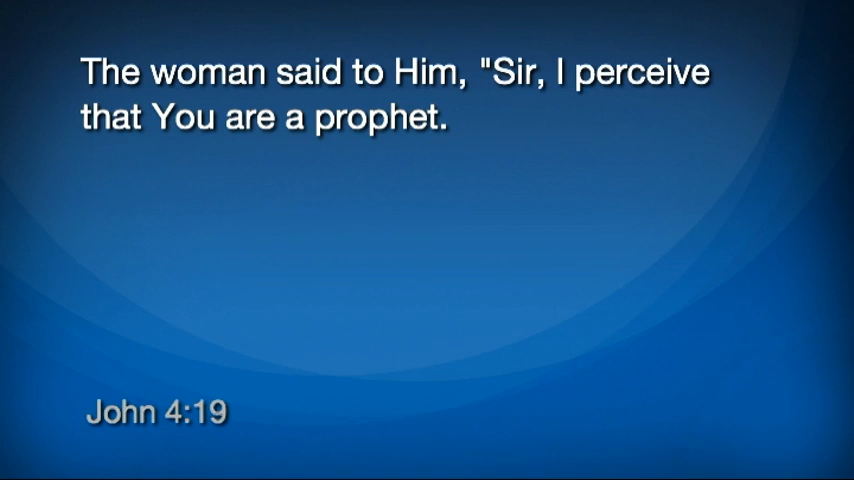 The woman said to Him, "Sir, I perceive
that You are a prophet.
John 4:19